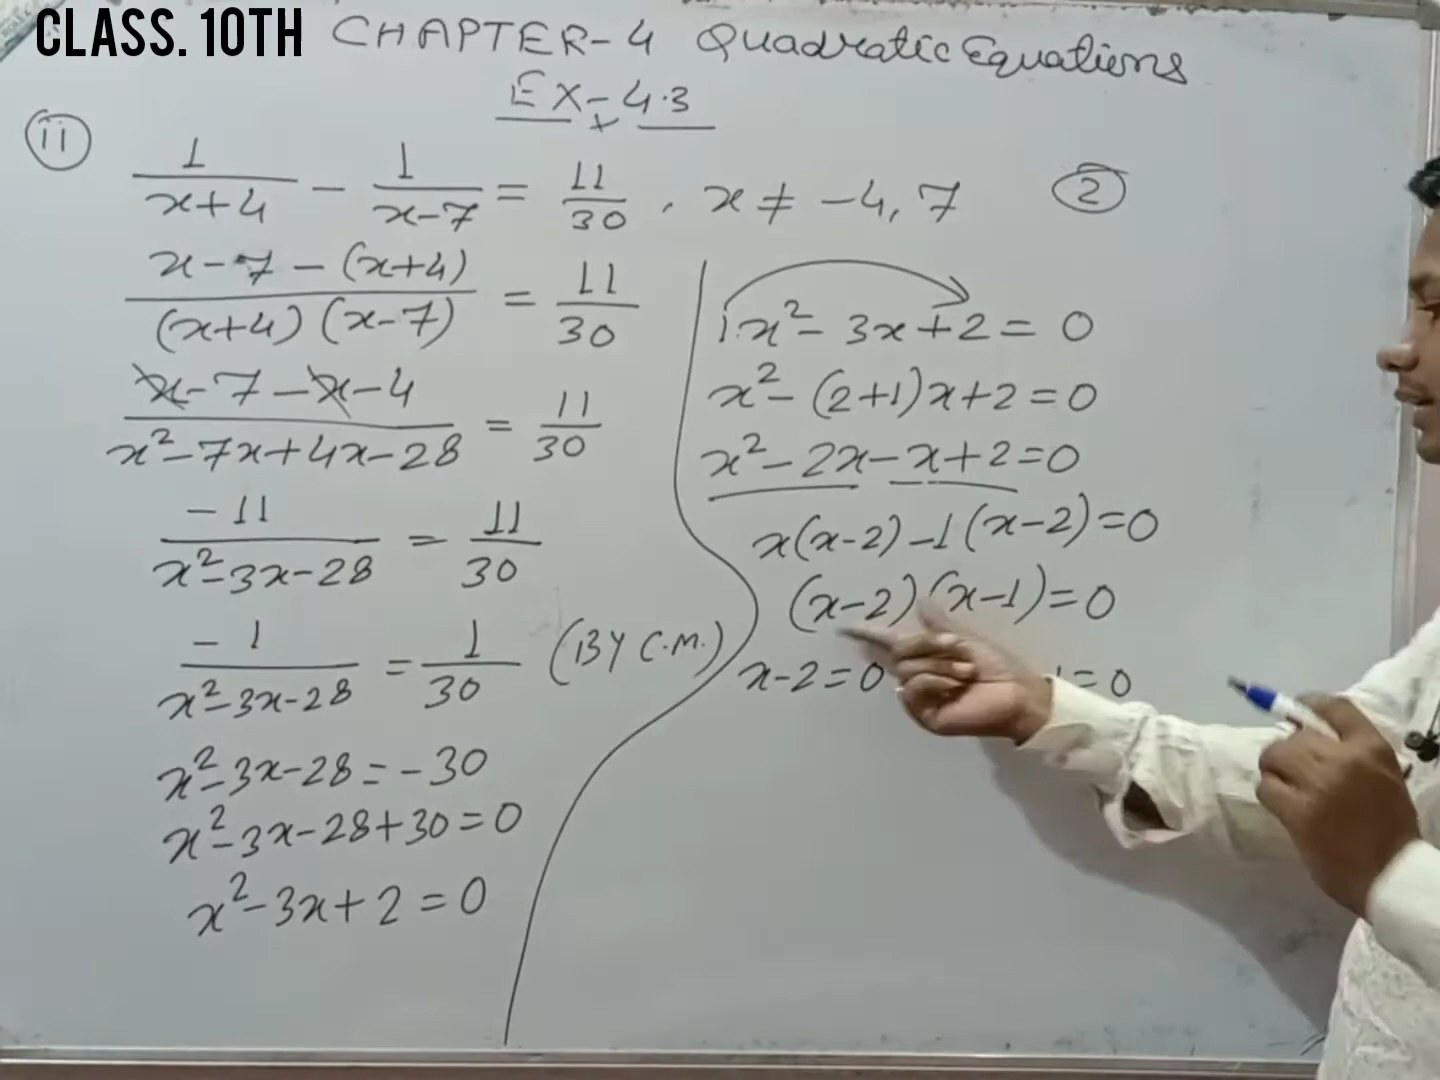 CLASS. 10TH CHAPTER-4 Quadratic Equations
EX-4.3
(ii)
1/(x+4) - 1/(x-7) = 11/30, x ≠ -4, 7
(x-7-(x+4))/((x+4)(x-7)) = 11/30
(x-7-x-4)/(x²-7x+4x-28) = 11/30
-11/(x²-3x-28) = 11/30
-1/(x²-3x-28) = 1/30 (BY C.M.)
x²-3x-28=-30
x²-3x-28+30=0
x²-3x+2=0
(2)
1.x²-3x+2=0
x²-(2+1)x+2=0
x²-2x-x+2=0
x(x-2)-1(x-2)=0
(x-2)(x-1)=0
x-2=0 1=0